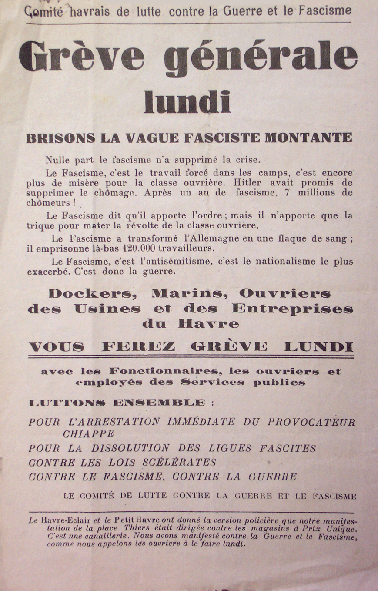 Comité havrais de lutte contre la Guerre et le Fascisme
Grève générale
lundi
BRISONS LA VAGUE FASCISTE MONTANTE
Nulle part le fascisme n'a supprimé la crise.
Le Fascisme, c'est le travail forcé dans les camps, c'est encore
plus de misère pour la classe ouvrière. Hitler avait promis de
supprimer le chômage. Après un an de fascisme, 7 millions de
chômeurs !
Le Fascisme dit qu'il apporte l'ordre ; mais il n'apporte que la
trique pour mater la révolte de la classe ouvrière.
Le Fascisme a transformé l'Allemagne en une flaque de sang ;
il emprisonne là-bas 120.000 travailleurs.
Le Fascisme, c'est l'antisémitisme, c'est le nationalisme le plus
exacerbé. C'est donc la guerre.
Dockers, Marins, Ouvriers
des Usines et des Entreprises
du Havre
VOUS FEREZ GRÈVE LUNDI
avec les Fonctionnaires, les ouvriers et
employés des Services publics
LUTTONS ENSEMBLE :
POUR L'ARRESTATION IMMÉDIATE DU PROVOCATEUR
CHIAPPE
POUR LA DISSOLUTION DES LIGUES FASCITES
CONTRE LES LOIS SCÉLÉRATES
CONTRE LE FASCISME, CONTRE LA GUERRE
LE COMITÉ DE LUTTE CONTRE LA GUERRE ET LE FASCISME
Le Havre-Eclair et le Petit Havre ont donné la version policière que notre manifes-
tation de la place Thiers était dirigée contre les magasins à Prix Unique.
C'est une canaillerie. Nous avons manifesté contre la Guerre et le Fascisme,
comme nous appelons les ouvriers à le faire lundi.